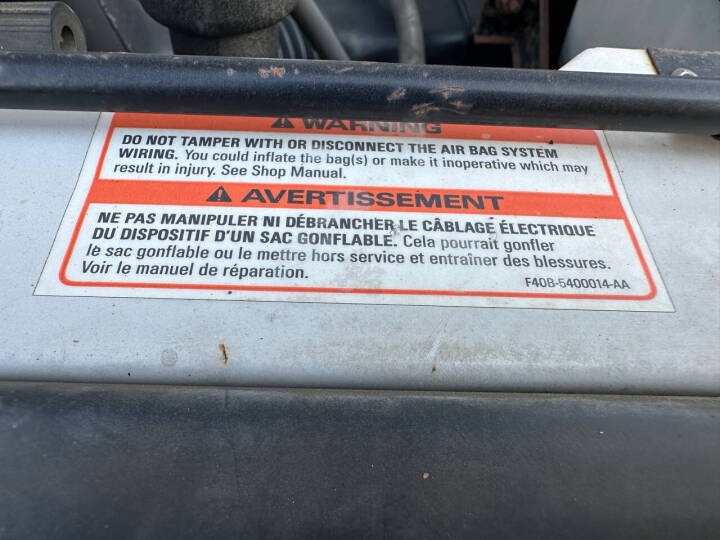 ⚠ WARNING
DO NOT TAMPER WITH OR DISCONNECT THE AIR BAG SYSTEM
WIRING. You could inflate the bag(s) or make it inoperative which may
result in injury. See Shop Manual.
⚠ AVERTISSEMENT
NE PAS MANIPULER NI DÉBRANCHER LE CÂBLAGE ÉLECTRIQUE
DU DISPOSITIF D'UN SAC GONFLABLE. Cela pourrait gonfler
le sac gonflable ou le mettre hors service et entraîner des blessures.
Voir le manuel de réparation.
F40B-5400014-AA